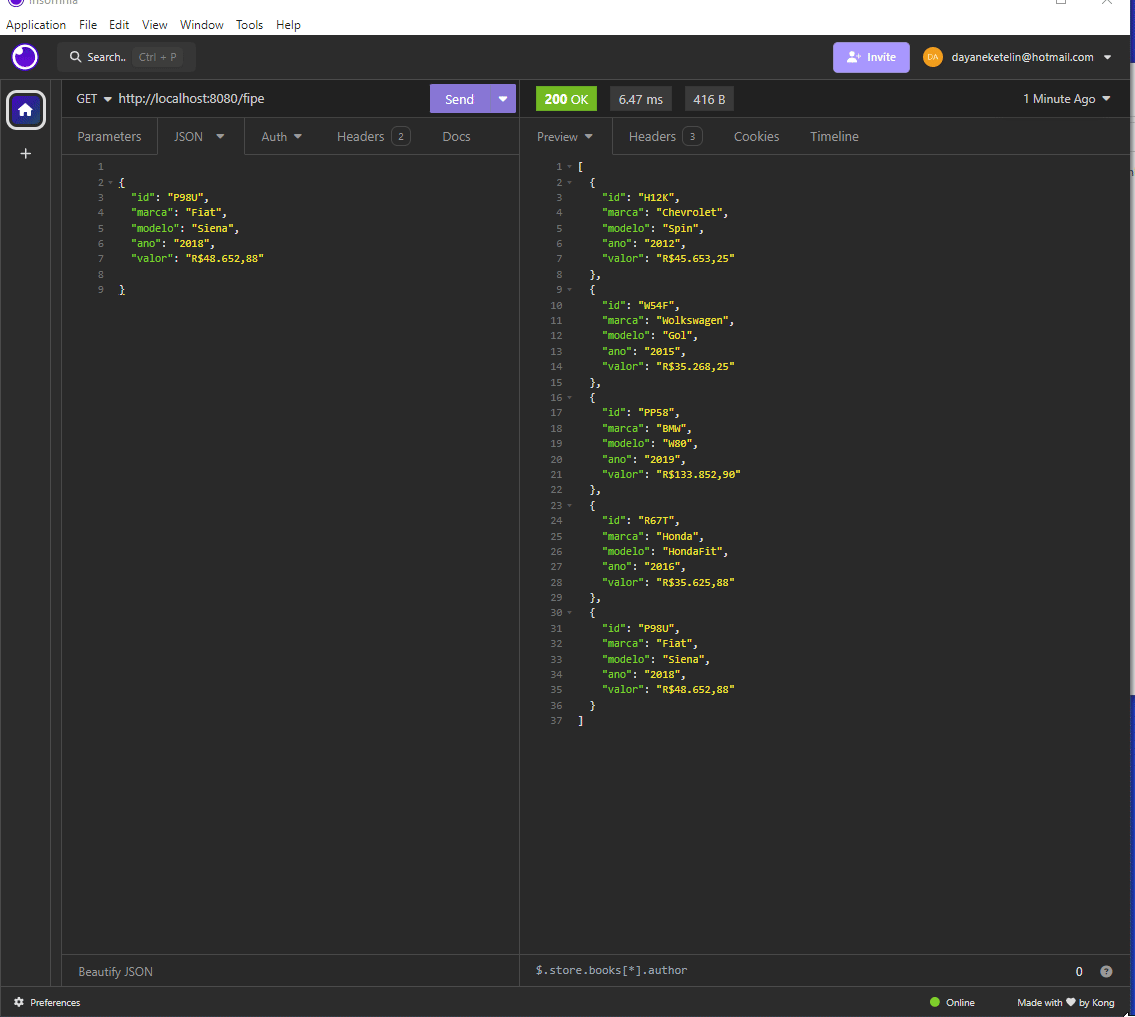 Insomnia
Application File Edit View Window Tools Help
Search.. Ctrl + P
Invite
DA dayaneketelin@hotmail.com
GET http://localhost:8080/fipe
Send
200 OK 6.47 ms 416 B
1 Minute Ago
Parameters JSON Auth Headers 2 Docs
Preview Headers 3 Cookies Timeline
1
2 {
3 "id": "P98U",
4 "marca": "Fiat",
5 "modelo": "Siena",
6 "ano": "2018",
7 "valor": "R$48.652,88"
8
9 }
1 [
2 {
3 "id": "H12K",
4 "marca": "Chevrolet",
5 "modelo": "Spin",
6 "ano": "2012",
7 "valor": "R$45.653,25"
8 },
9 {
10 "id": "W54F",
11 "marca": "Wolkswagen",
12 "modelo": "Gol",
13 "ano": "2015",
14 "valor": "R$35.268,25"
15 },
16 {
17 "id": "PP58",
18 "marca": "BMW",
19 "modelo": "W80",
20 "ano": "2019",
21 "valor": "R$133.852,90"
22 },
23 {
24 "id": "R67T",
25 "marca": "Honda",
26 "modelo": "HondaFit",
27 "ano": "2016",
28 "valor": "R$35.625,88"
29 },
30 {
31 "id": "P98U",
32 "marca": "Fiat",
33 "modelo": "Siena",
34 "ano": "2018",
35 "valor": "R$48.652,88"
36 }
37 ]
Beautify JSON
$.store.books[*].author
0 ?
Preferences
Online
Made with ❤ by Kong